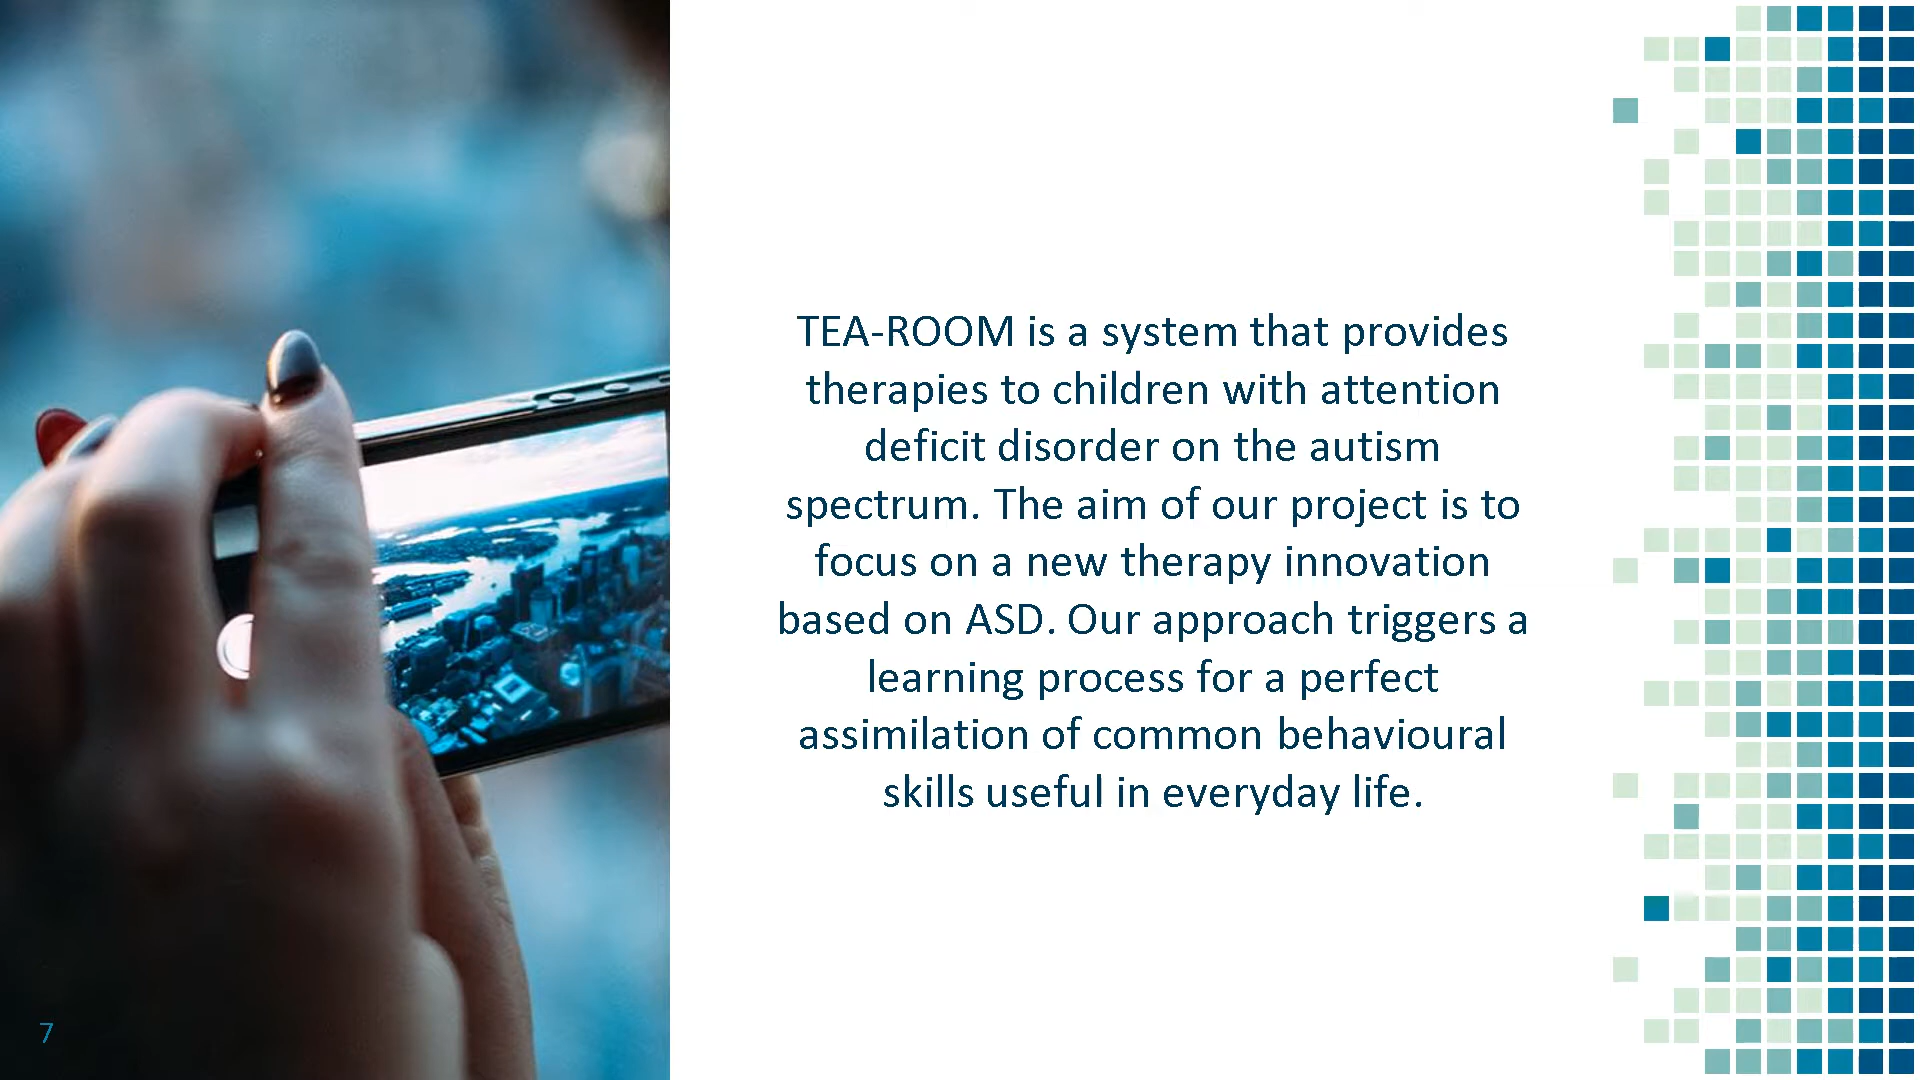 TEA-ROOM is a system that provides
therapies to children with attention
deficit disorder on the autism
spectrum. The aim of our project is to
focus on a new therapy innovation
based on ASD. Our approach triggers a
learning process for a perfect
assimilation of common behavioural
skills useful in everyday life.
7